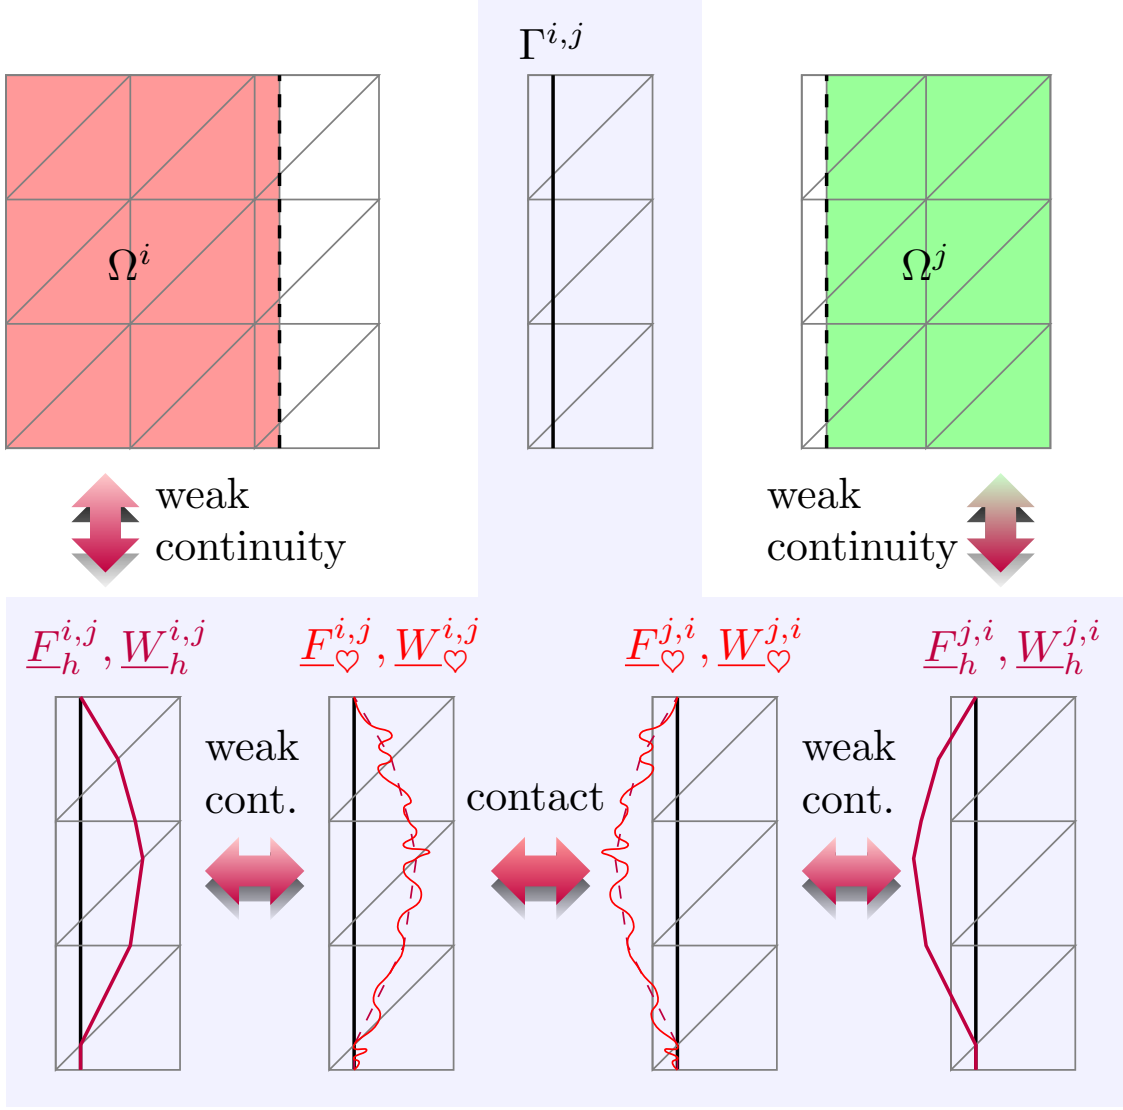 Γ^{i,j}
Ω^i
Ω^j
weak
continuity
weak
continuity
F_h^{i,j}, W_h^{i,j}
F_♡^{i,j}, W_♡^{i,j}
F_♡^{j,i}, W_♡^{j,i}
F_h^{j,i}, W_h^{j,i}
weak
cont.
contact
weak
cont.